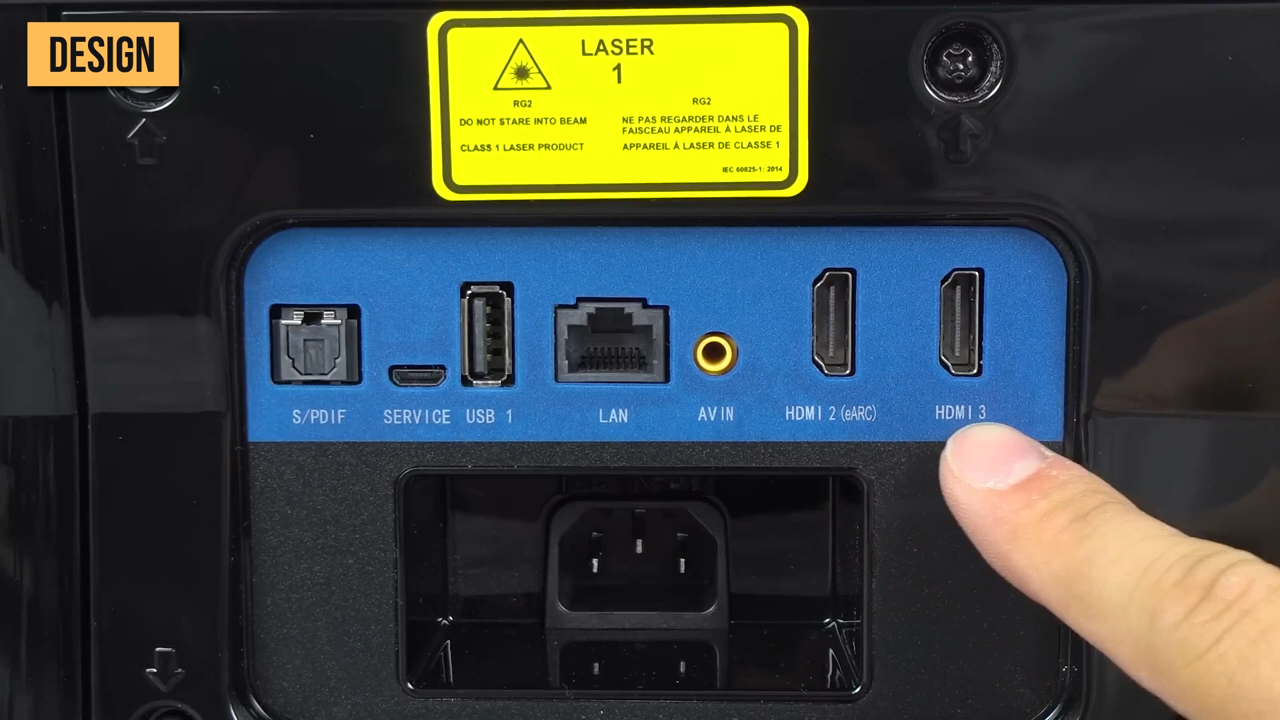 DESIGN
LASER
1
RG2
DO NOT STARE INTO BEAM
CLASS 1 LASER PRODUCT
RG2
NE PAS REGARDER DANS LE
FAISCEAU APPAREIL À LASER DE
APPAREIL À LASER DE CLASSE 1
IEC 60825-1: 2014
S/PDIF
SERVICE
USB 1
LAN
AV IN
HDMI 2 (eARC)
HDMI 3